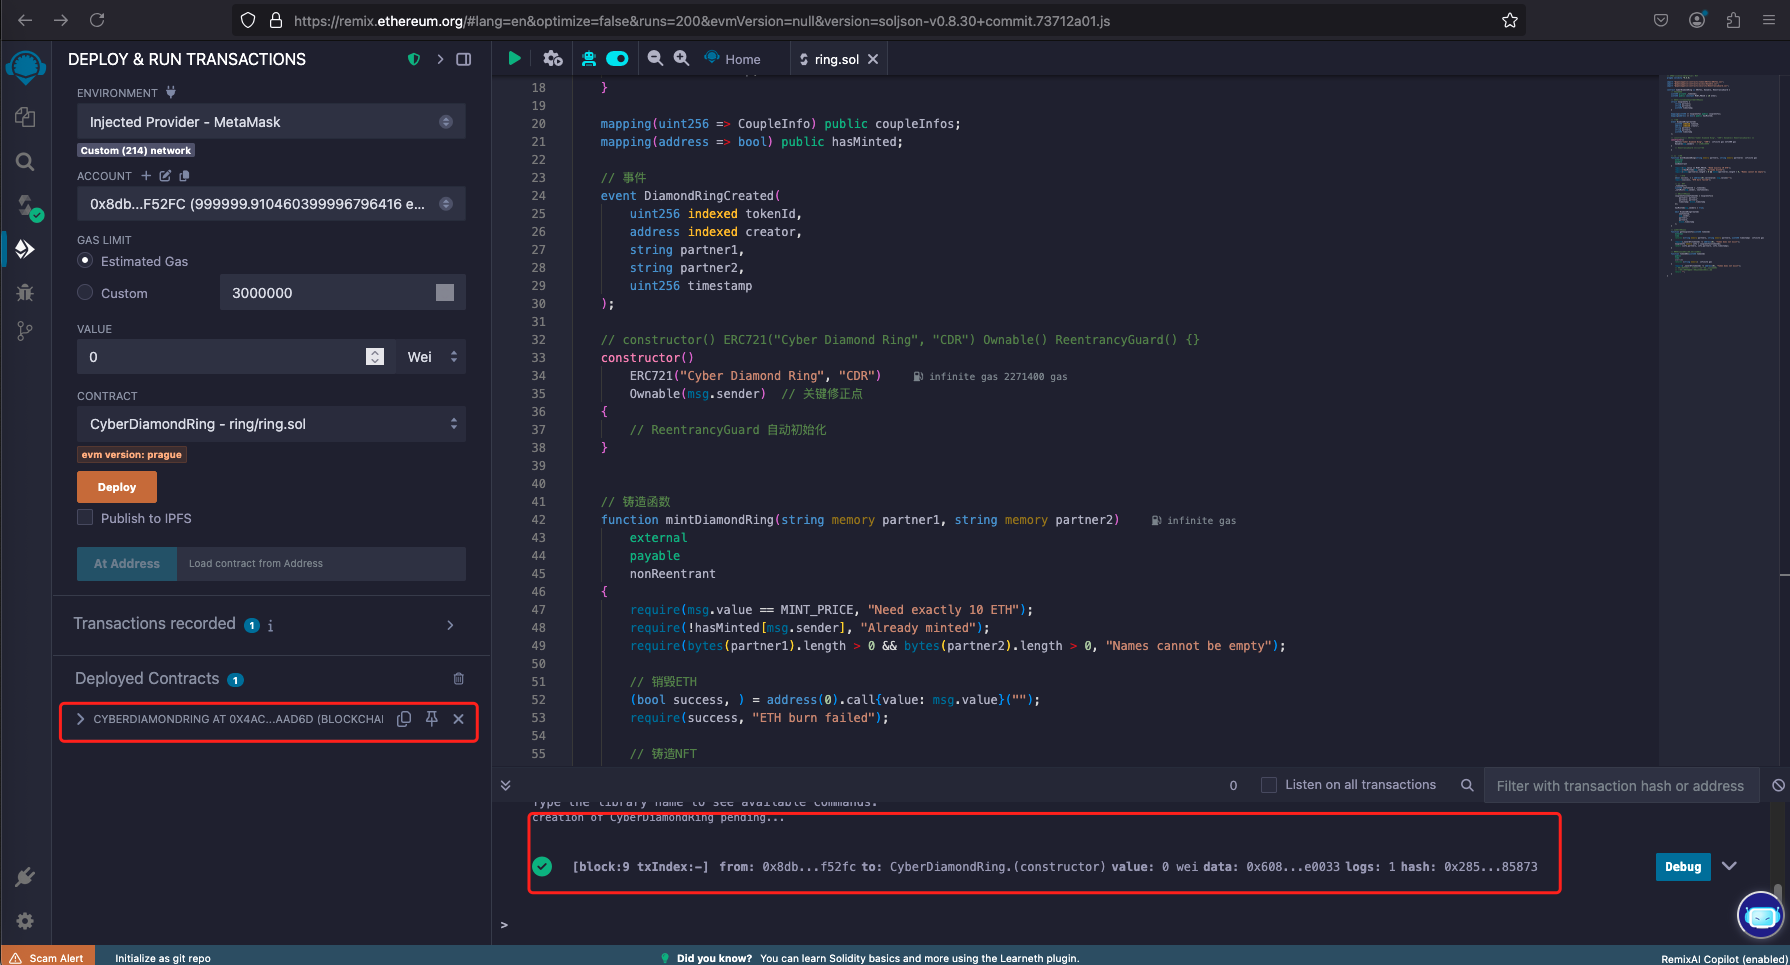 https://remix.ethereum.org/#lang=en&optimize=false&runs=200&evmVersion=null&version=soljson-v0.8.30+commit.73712a01.js
DEPLOY & RUN TRANSACTIONS
ENVIRONMENT
Injected Provider - MetaMask
Custom (214) network
ACCOUNT
0x8db...F52FC (999999.910460399996796416 e...
GAS LIMIT
Estimated Gas
Custom
3000000
VALUE
0
Wei
CONTRACT
CyberDiamondRing - ring/ring.sol
evm version: prague
Deploy
Publish to IPFS
At Address
Load contract from Address
Transactions recorded 1 i
Deployed Contracts 1
CYBERDIAMONDRING AT 0X4AC...AAD6D (BLOCKCHAI
Home
ring.sol
18 }
19
20 mapping(uint256 => CoupleInfo) public coupleInfos;
21 mapping(address => bool) public hasMinted;
22
23 // 事件
24 event DiamondRingCreated(
25 uint256 indexed tokenId,
26 address indexed creator,
27 string partner1,
28 string partner2,
29 uint256 timestamp
30 );
31
32 // constructor() ERC721("Cyber Diamond Ring", "CDR") Ownable() ReentrancyGuard() {}
33 constructor()
34 ERC721("Cyber Diamond Ring", "CDR") infinite gas 2271400 gas
35 Ownable(msg.sender) // 关键修正点
36 {
37 // ReentrancyGuard 自动初始化
38 }
39
40
41 // 铸造函数
42 function mintDiamondRing(string memory partner1, string memory partner2) infinite gas
43 external
44 payable
45 nonReentrant
46 {
47 require(msg.value == MINT_PRICE, "Need exactly 10 ETH");
48 require(!hasMinted[msg.sender], "Already minted");
49 require(bytes(partner1).length > 0 && bytes(partner2).length > 0, "Names cannot be empty");
50
51 // 销毁ETH
52 (bool success, ) = address(0).call{value: msg.value}("");
53 require(success, "ETH burn failed");
54
55 // 铸造NFT
0
Listen on all transactions
Filter with transaction hash or address
Type the library name to see available commands.
creation of CyberDiamondRing pending...
[block:9 txIndex:-] from: 0x8db...f52fc to: CyberDiamondRing.(constructor) value: 0 wei data: 0x608...e0033 logs: 1 hash: 0x285...85873
Debug
>
Scam Alert
Initialize as git repo
Did you know? You can learn Solidity basics and more using the Learneth plugin.
RemixAI Copilot (enabled)